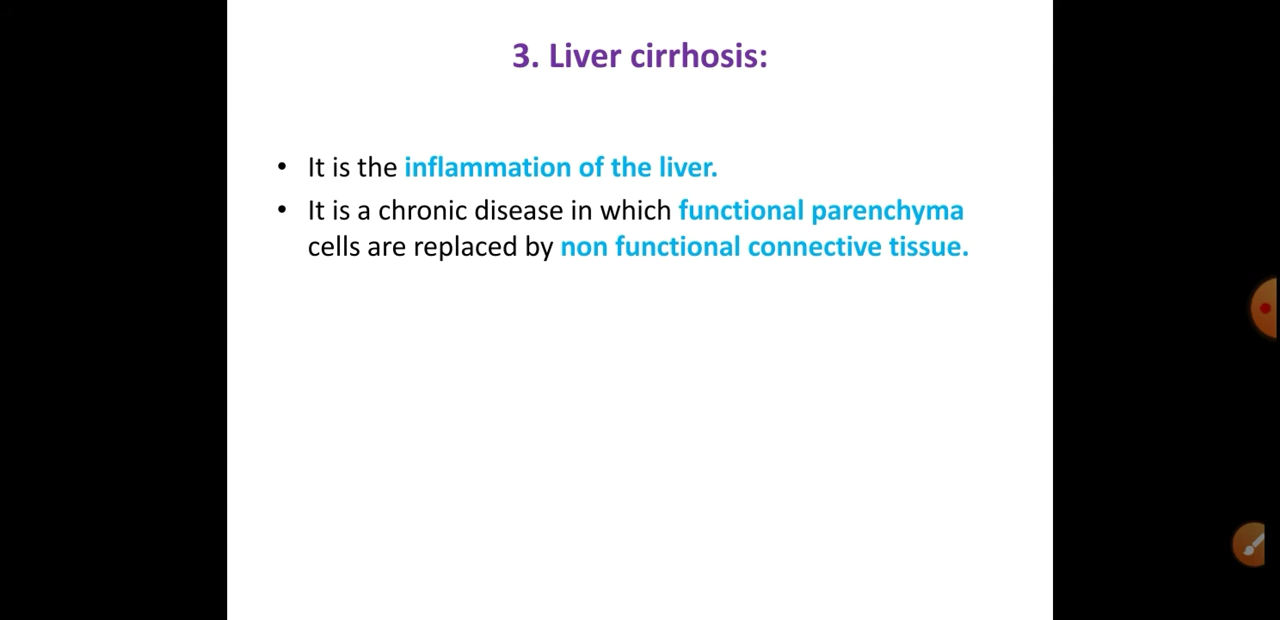 3. Liver cirrhosis:
• It is the inflammation of the liver.
• It is a chronic disease in which functional parenchyma
cells are replaced by non functional connective tissue.